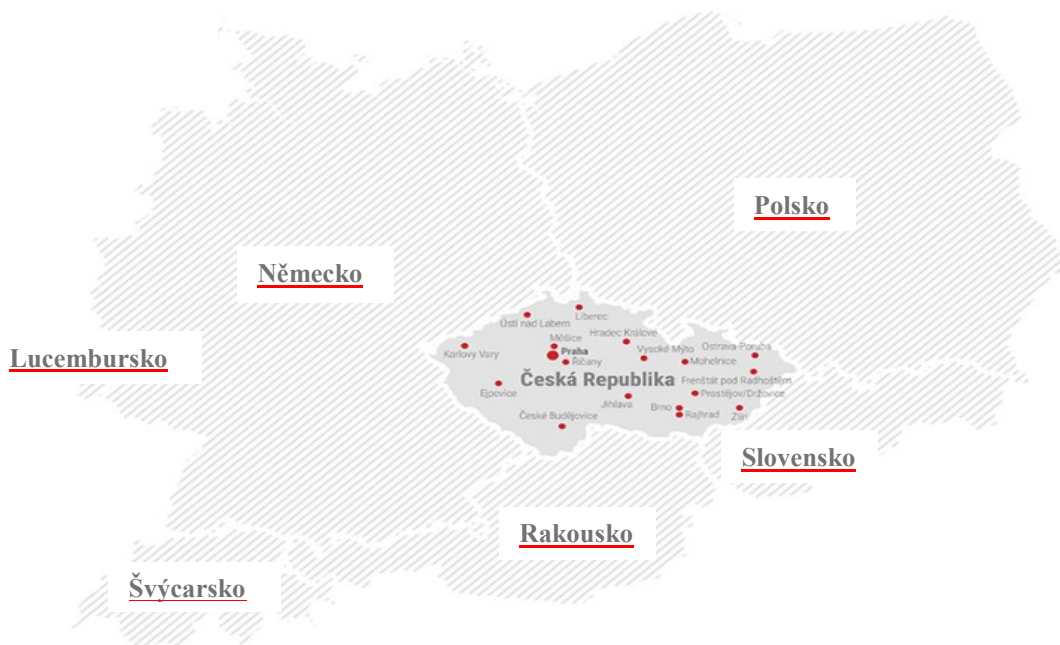 Polsko
Německo
Liberec
Ústí nad Labem
Hradec Králové
Měšice
Vysoké Mýto
Ostrava-Poruba
Lucembursko
Karlovy Vary
Praha
Říčany
Mohelnice
Česká Republika
Frenštát pod Radhoštěm
Ejpovice
Prostějov/Držovice
Jihlava
Brno
České Budějovice
Rajhrad
Zlín
Slovensko
Rakousko
Švýcarsko